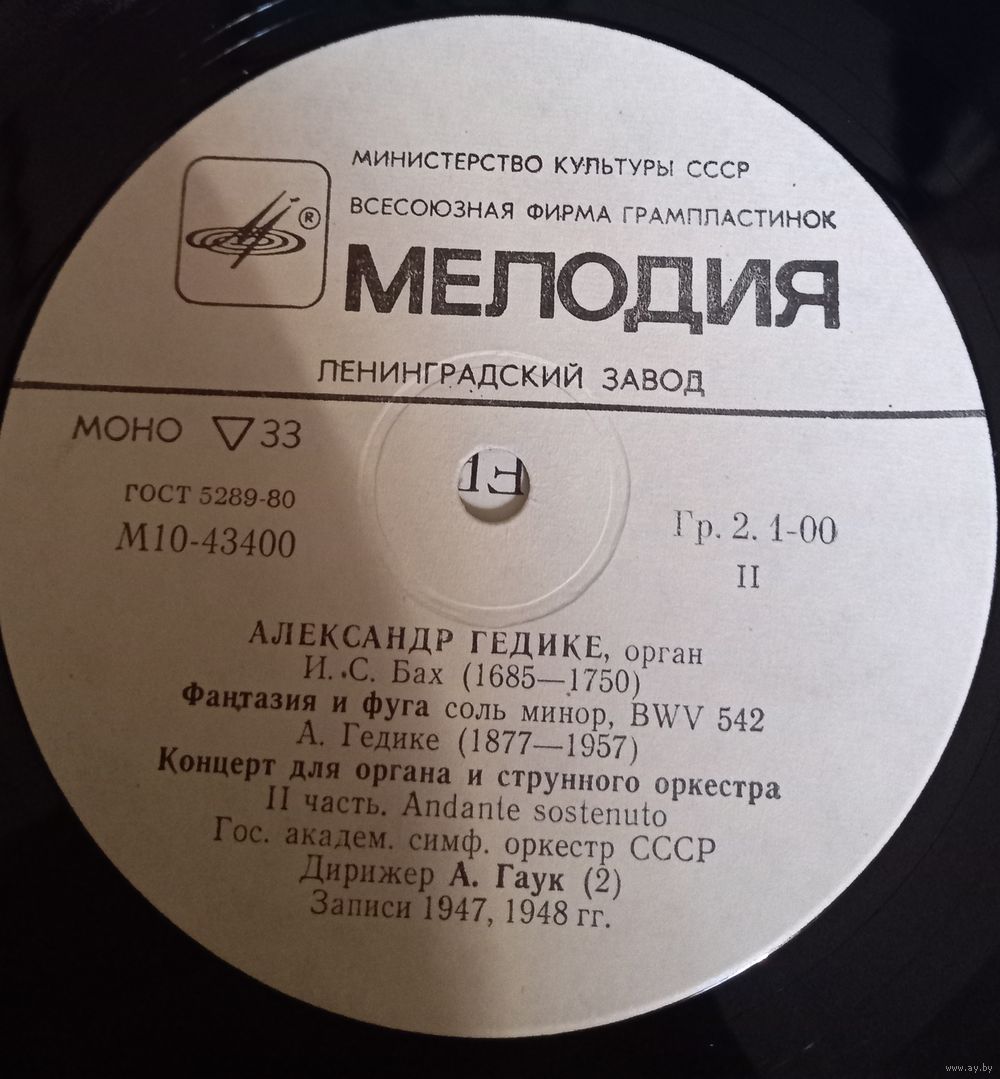 МИНИСТЕРСТВО КУЛЬТУРЫ СССР
ВСЕСОЮЗНАЯ ФИРМА ГРАМПЛАСТИНОК
®
МЕЛОДИЯ
ЛЕНИНГРАДСКИЙ ЗАВОД
МОНО ▽ 33
ГОСТ 5289-80
М10-43400
Гр. 2. 1-00
II
АЛЕКСАНДР ГЕДИКЕ, орган
И. С. Бах (1685—1750)
Фантазия и фуга соль минор, BWV 542
А. Гедике (1877—1957)
Концерт для органа и струнного оркестра
II часть. Andante sostenuto
Гос. академ. симф. оркестр СССР
Дирижер А. Гаук (2)
Записи 1947, 1948 гг.
www.ay.by